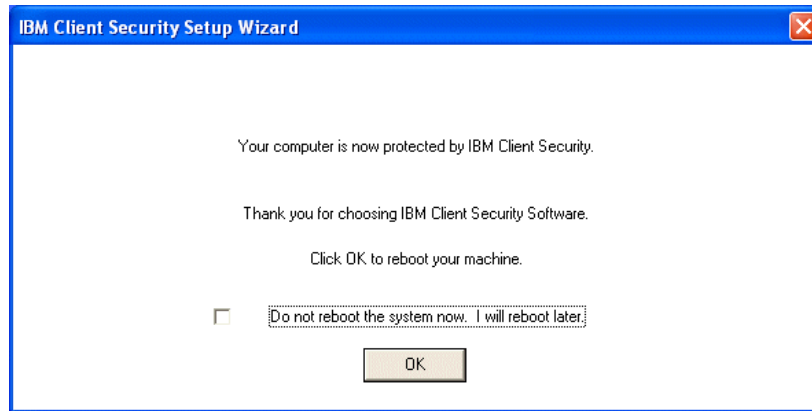 IBM Client Security Setup Wizard
Your computer is now protected by IBM Client Security.
Thank you for choosing IBM Client Security Software.
Click OK to reboot your machine.
Do not reboot the system now.  I will reboot later.
OK